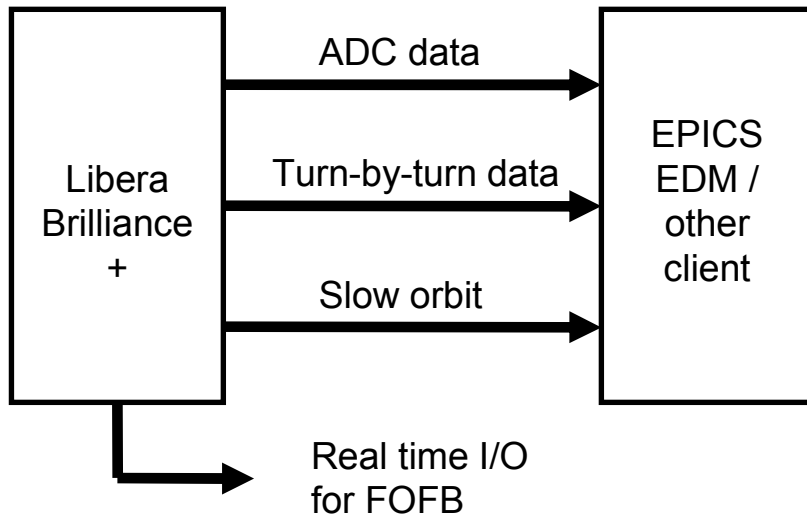 Libera
Brilliance
+
ADC data
Turn-by-turn data
Slow orbit
EPICS
EDM /
other
client
Real time I/O
for FOFB